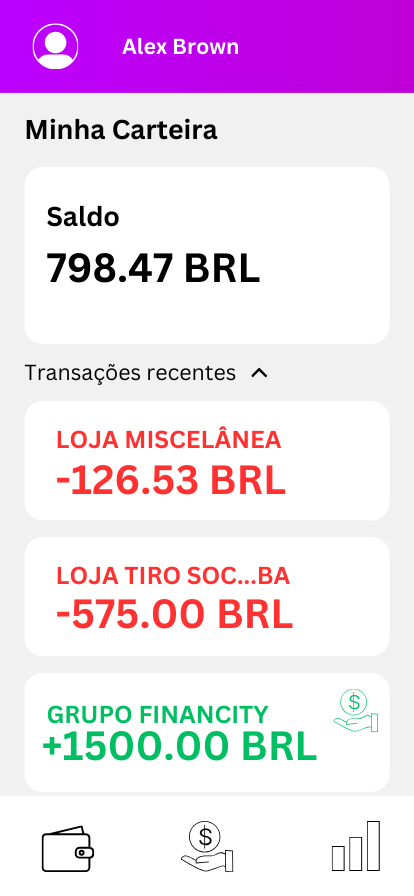 Alex Brown
Minha Carteira
Saldo
798.47 BRL
Transações recentes
LOJA MISCELÂNEA
-126.53 BRL
LOJA TIRO SOC...BA
-575.00 BRL
$
GRUPO FINANCITY
+1500.00 BRL
$